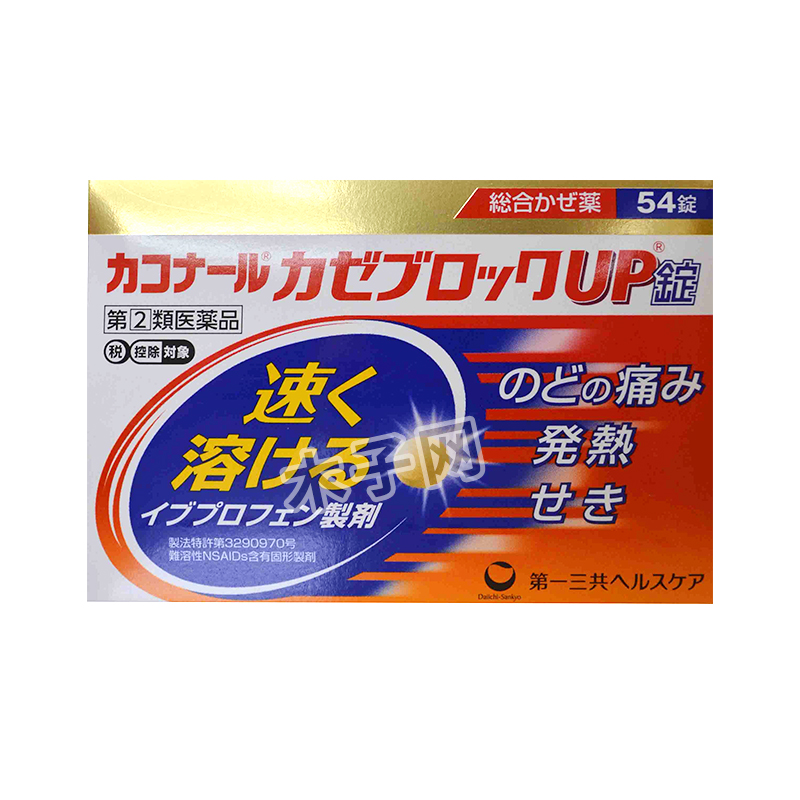 総合かぜ薬 54錠
カコナール® カゼブロックUP®錠
第②類医薬品
税 控除対象
速く
溶ける
イブプロフェン製剤
製法特許第3290970号
難溶性NSAIDs含有固形製剤
のどの痛み
発熱
せき
木子网
Daiichi-Sankyo
第一三共ヘルスケア